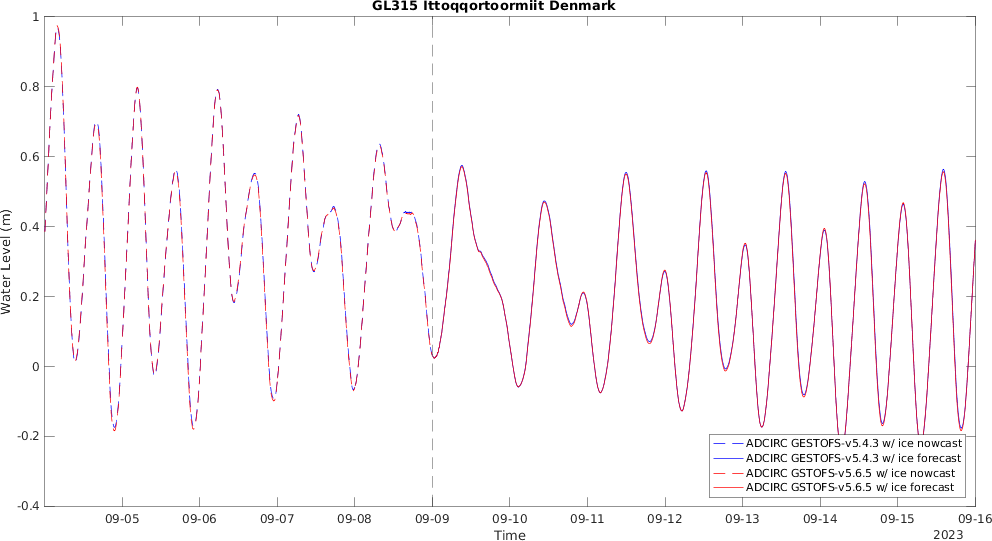 GL315 Ittoqqortoormiit Denmark
Water Level (m)
1
0.8
0.6
0.4
0.2
0
-0.2
-0.4
ADCIRC GESTOFS-v5.4.3 w/ ice nowcast
ADCIRC GESTOFS-v5.4.3 w/ ice forecast
ADCIRC GSTOFS-v5.6.5 w/ ice nowcast
ADCIRC GSTOFS-v5.6.5 w/ ice forecast
09-05 09-06 09-07 09-08 09-09 09-10 09-11 09-12 09-13 09-14 09-15 09-16
Time
2023